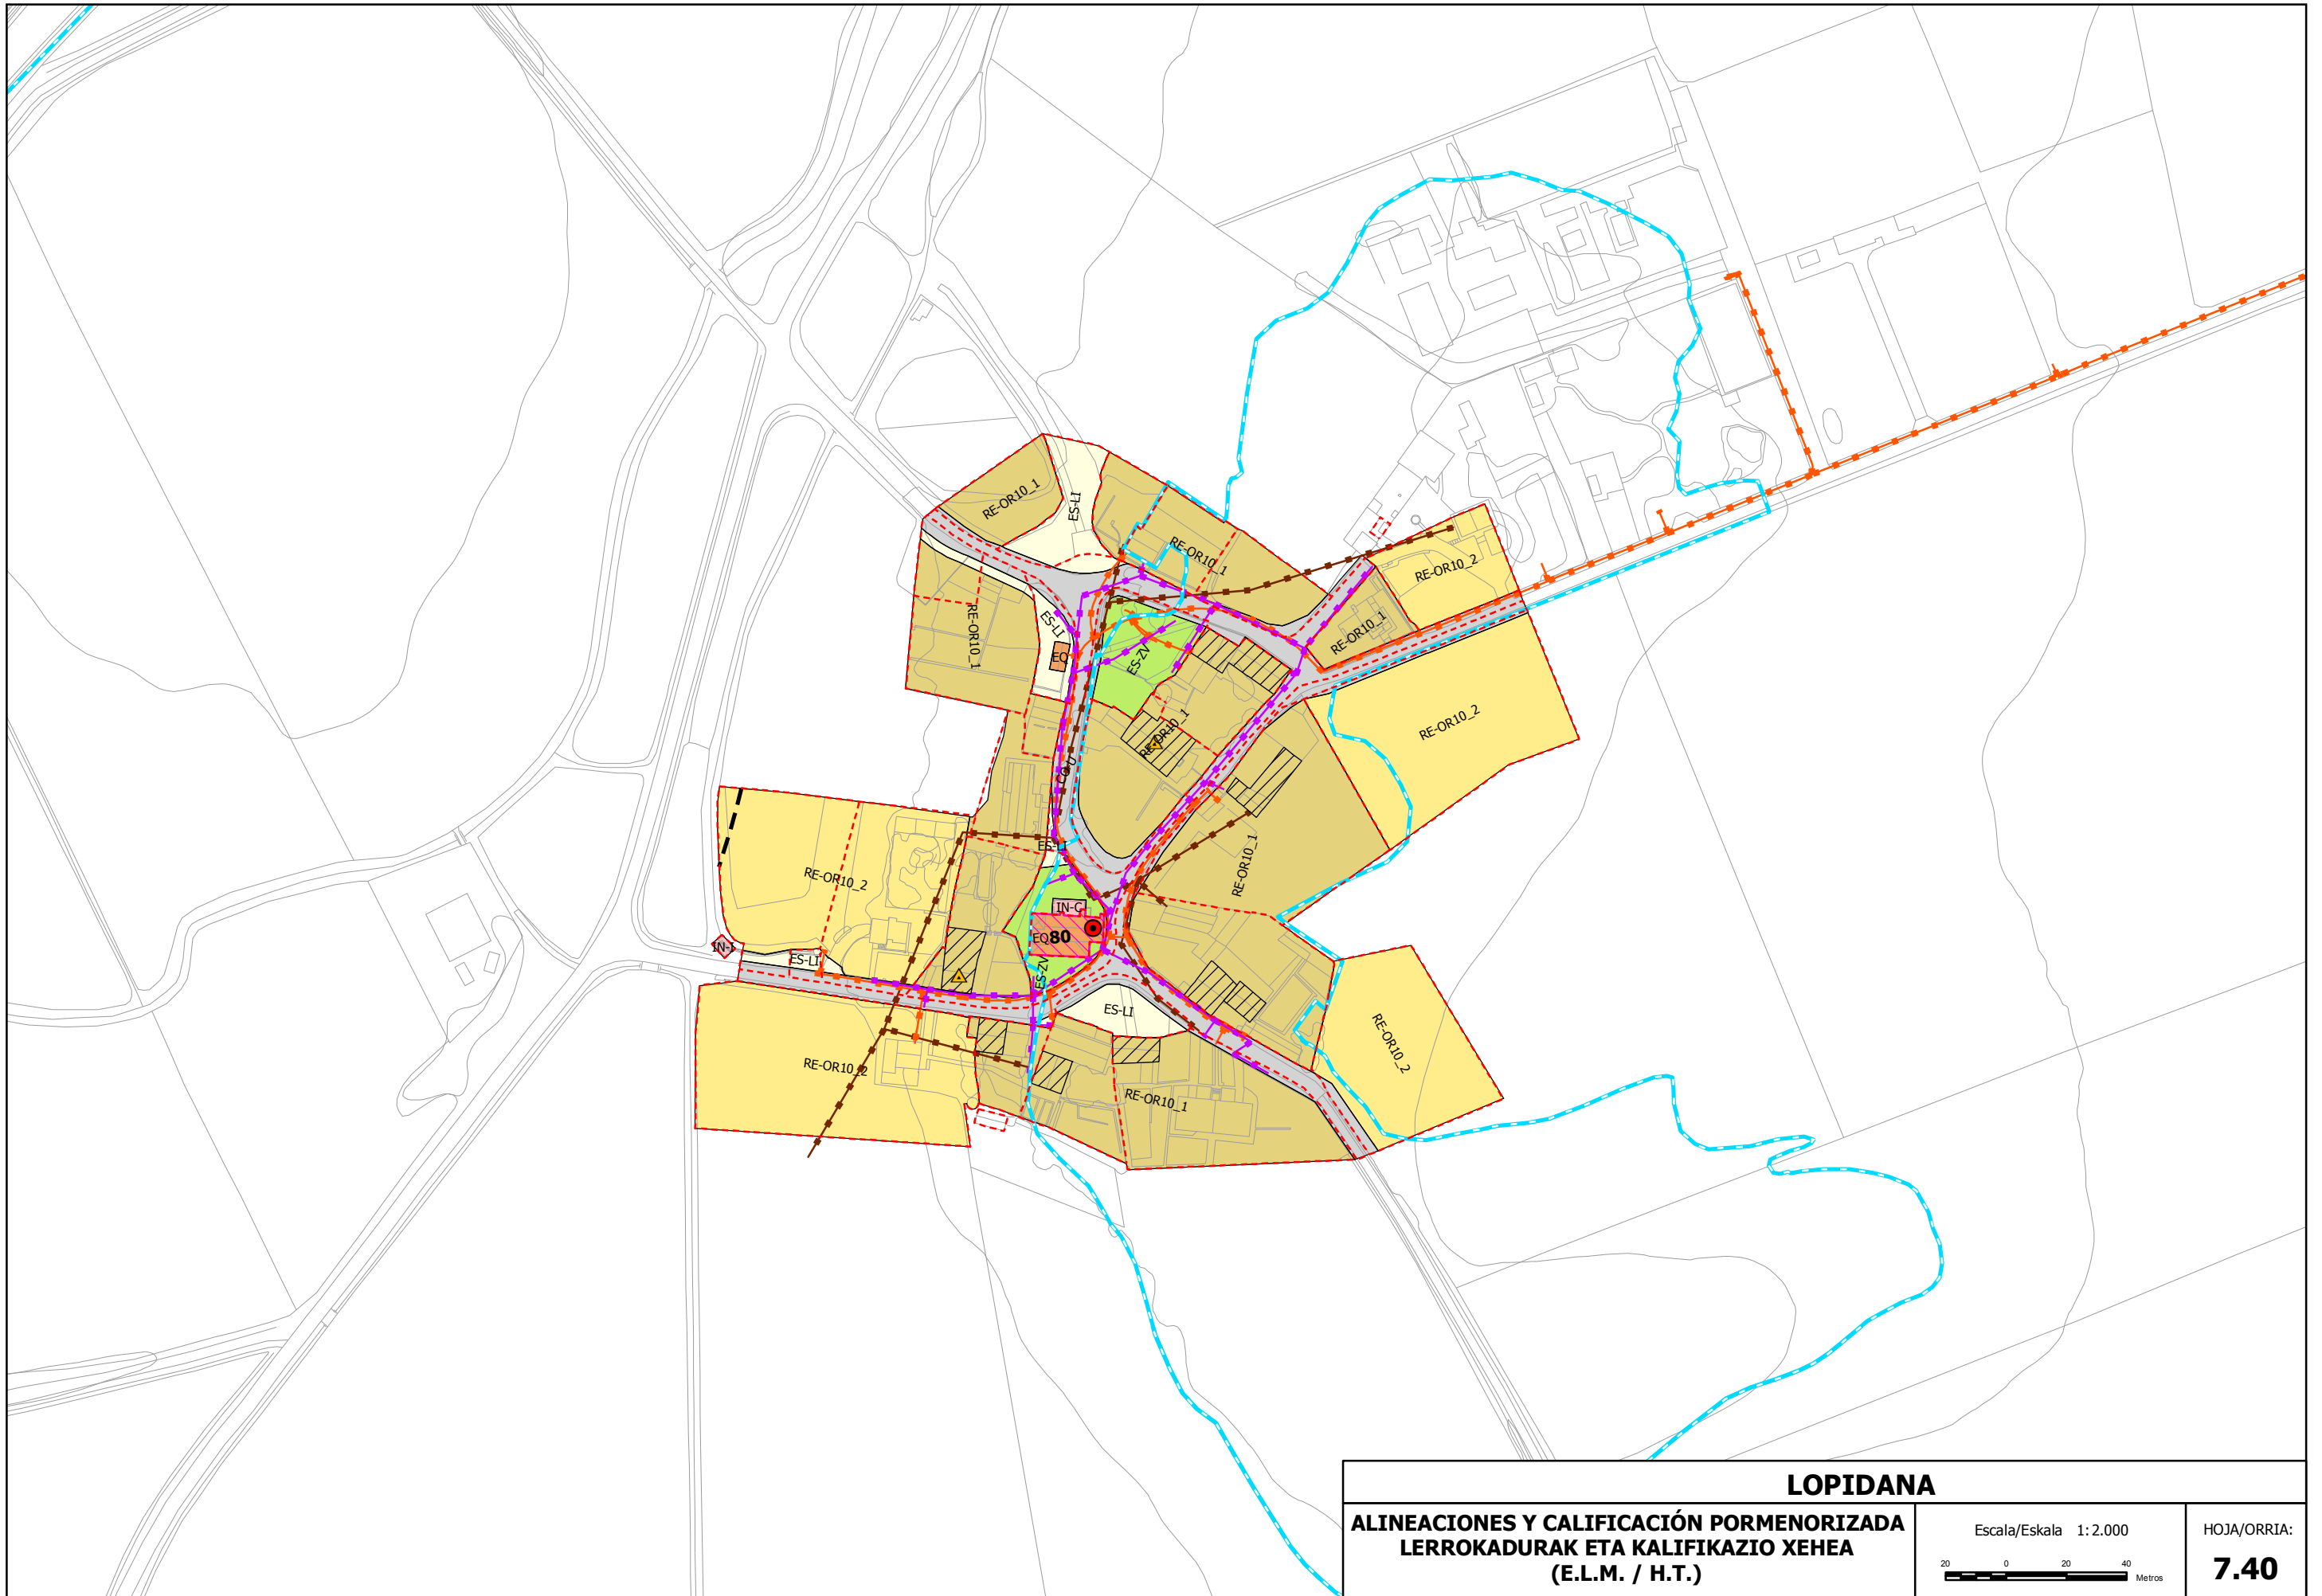 RE-OR10_1
ES-LI
RE-OR10_1
RE-OR10_2
RE-OR10_1
ES-LI
RE-OR10_1
EQ
ES-ZV
RE-OR10_1
RE-OR10_2
CO-U
ES-LI
RE-OR10_1
RE-OR10_2
IN-C
EQ 80
IN-I
ES-LI
ES-ZV
ES-LI
RE-OR10_2
RE-OR10_2
RE-OR10_1
LOPIDANA
ALINEACIONES Y CALIFICACIÓN PORMENORIZADA
LERROKADURAK ETA KALIFIKAZIO XEHEA
(E.L.M. / H.T.)
Escala/Eskala 1:2.000
20 0 20 40
Metros
HOJA/ORRIA:
7.40